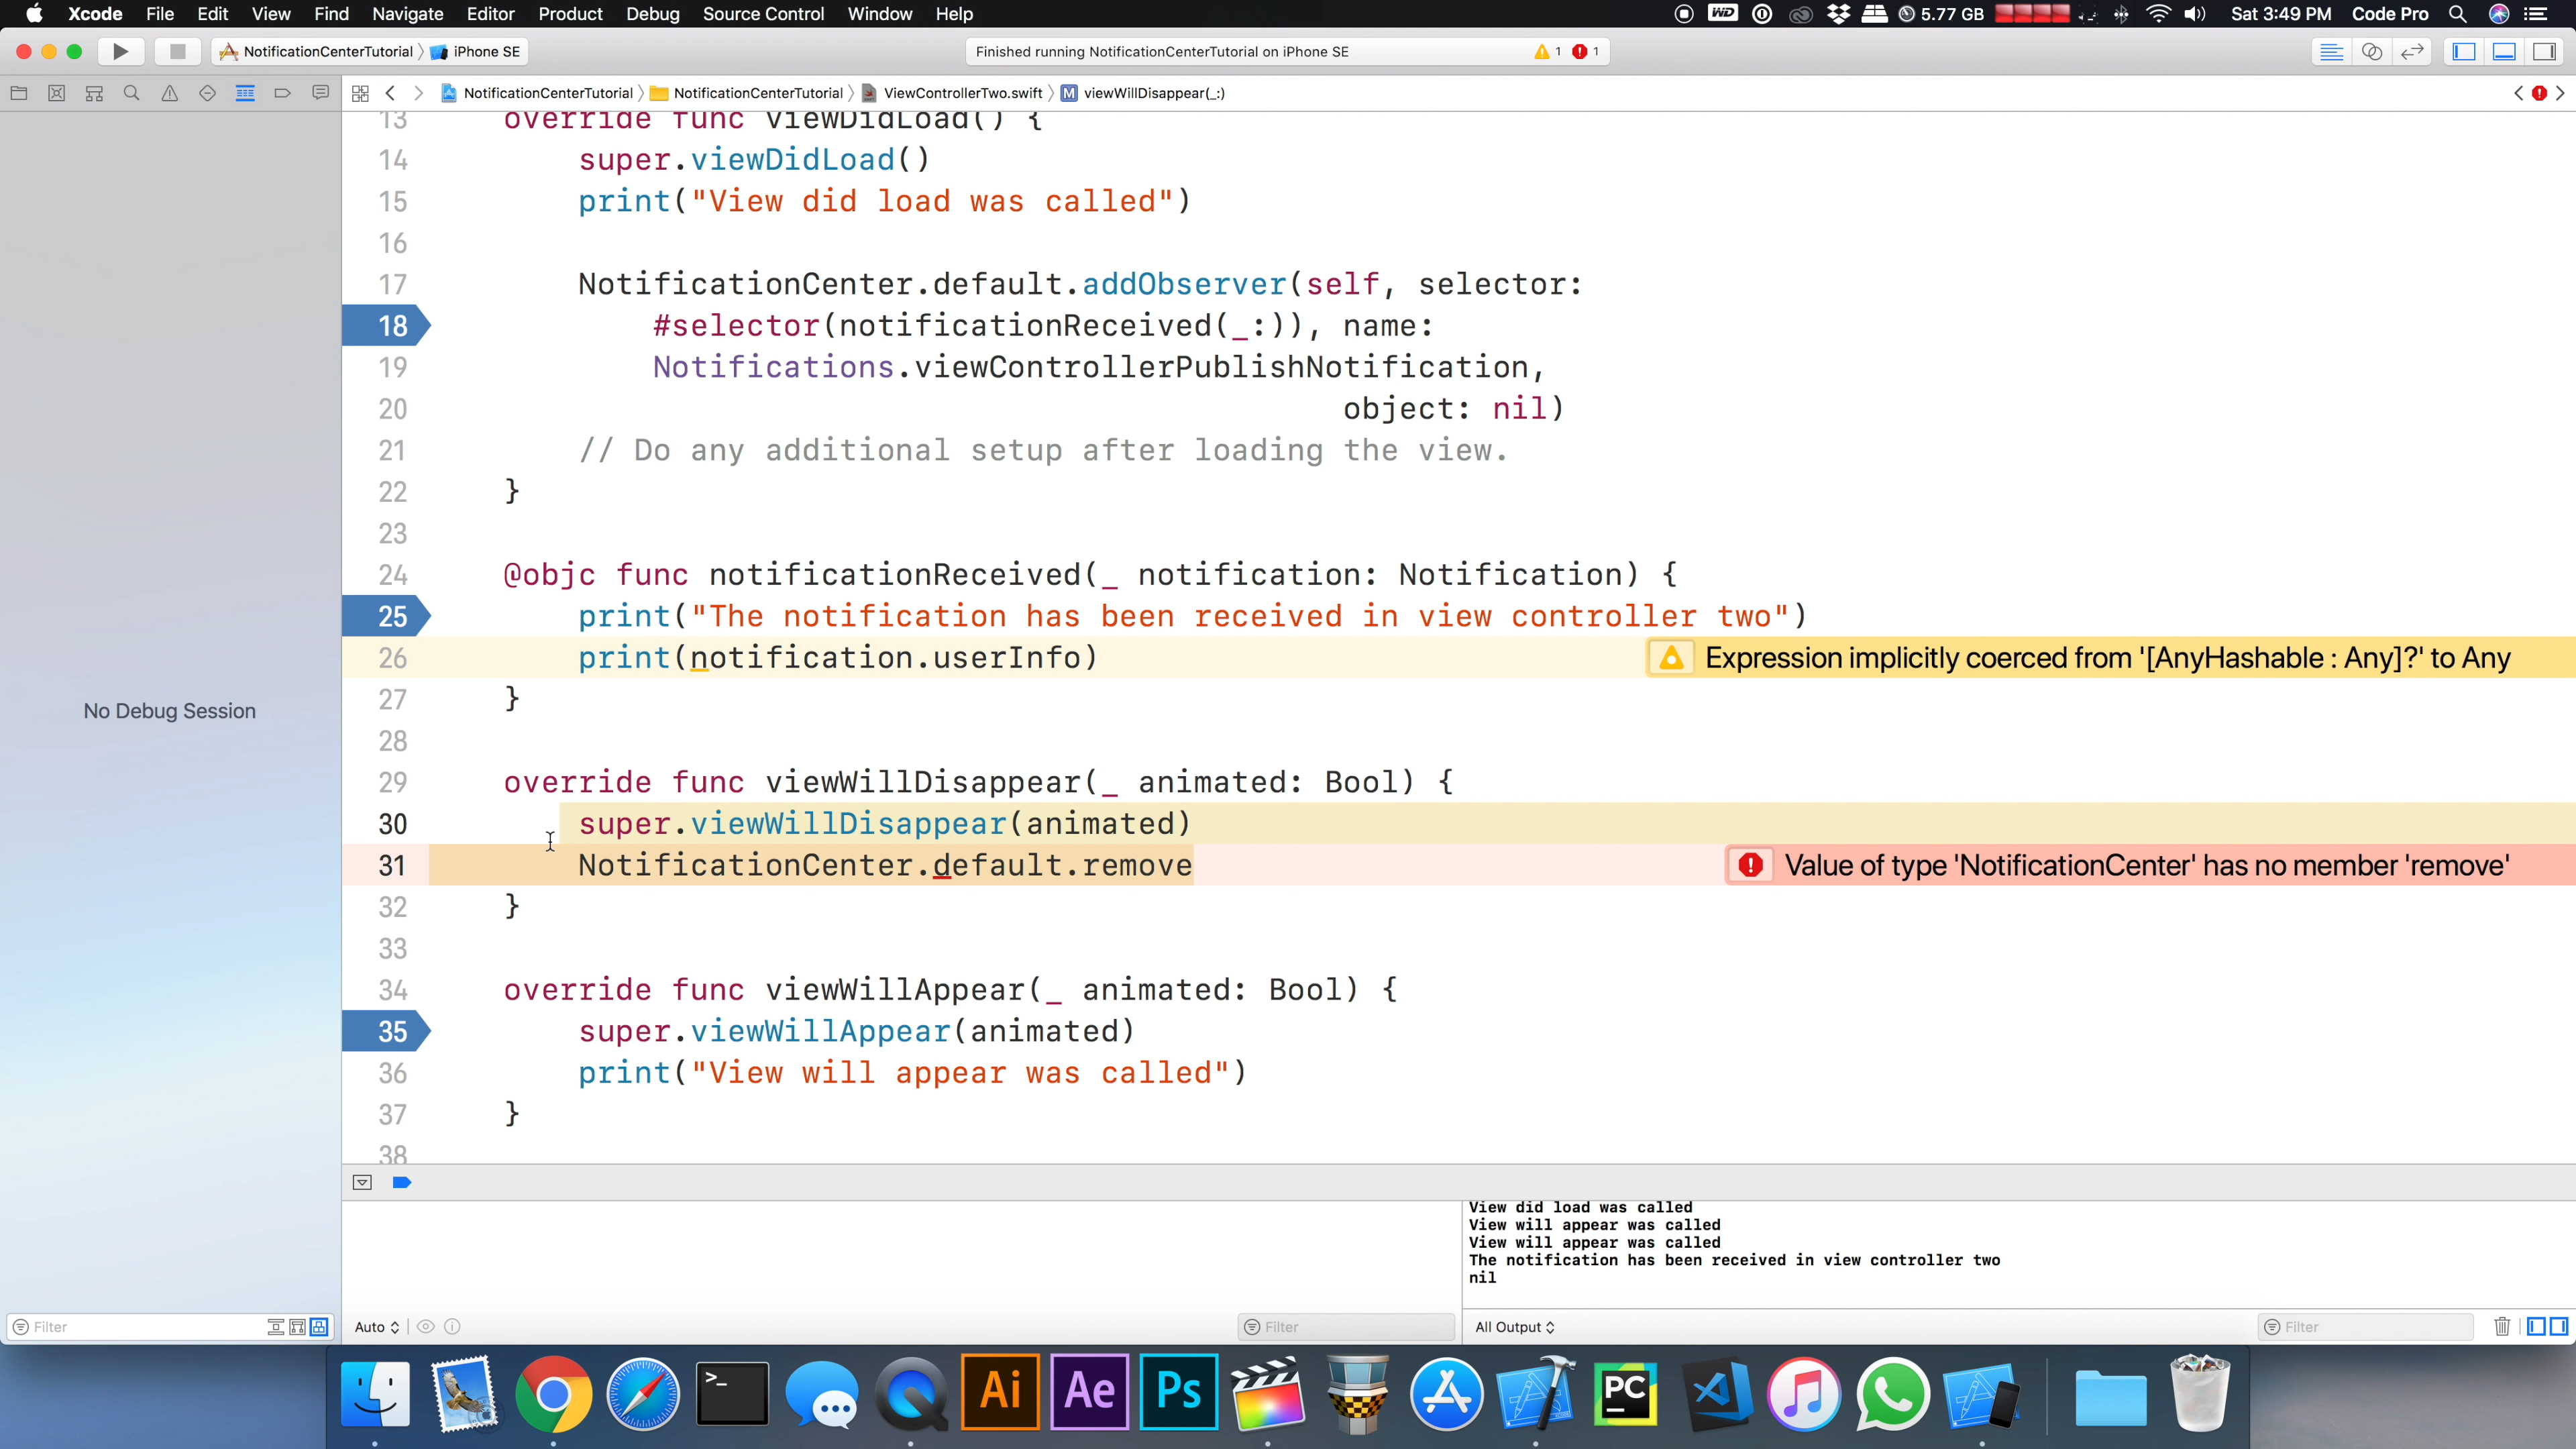 Xcode File Edit View Find Navigate Editor Product Debug Source Control Window Help WD 5.77 GB Sat 3:49 PM Code Pro
NotificationCenterTutorial iPhone SE Finished running NotificationCenterTutorial on iPhone SE 1 1
NotificationCenterTutorial NotificationCenterTutorial ViewControllerTwo.swift M viewWillDisappear(_:)
13 override func viewDidLoad() {
14 super.viewDidLoad()
15 print("View did load was called")
16
17 NotificationCenter.default.addObserver(self, selector:
18 #selector(notificationReceived(_:)), name:
19 Notifications.viewControllerPublishNotification,
20 object: nil)
21 // Do any additional setup after loading the view.
22 }
23
24 @objc func notificationReceived(_ notification: Notification) {
25 print("The notification has been received in view controller two")
26 print(notification.userInfo) Expression implicitly coerced from '[AnyHashable : Any]?' to Any
27 }
No Debug Session
28
29 override func viewWillDisappear(_ animated: Bool) {
30 super.viewWillDisappear(animated)
31 NotificationCenter.default.remove Value of type 'NotificationCenter' has no member 'remove'
32 }
33
34 override func viewWillAppear(_ animated: Bool) {
35 super.viewWillAppear(animated)
36 print("View will appear was called")
37 }
38
View did load was called
View will appear was called
View will appear was called
The notification has been received in view controller two
nil
Filter Auto Filter All Output Filter
>_ Ai Ae Ps PC